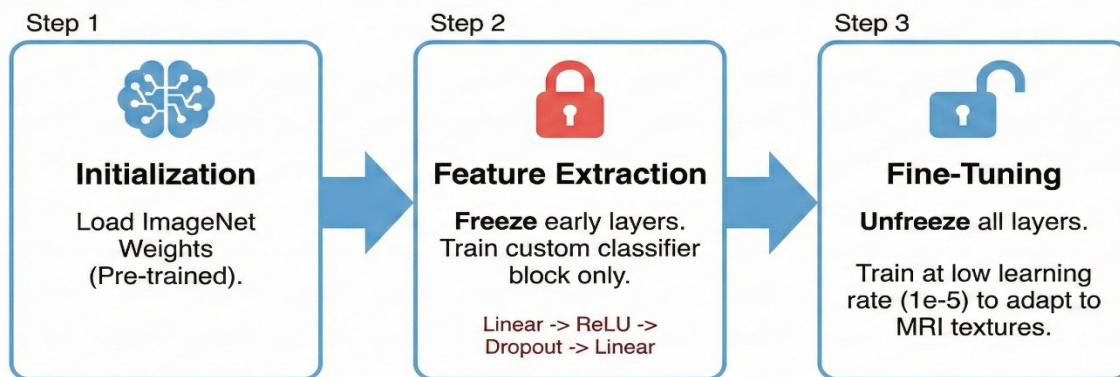 Step 1
Initialization
Load ImageNet
Weights
(Pre-trained).
Step 2
Feature Extraction
Freeze early layers.
Train custom classifier
block only.
Linear -> ReLU ->
Dropout -> Linear
Step 3
Fine-Tuning
Unfreeze all layers.
Train at low learning
rate (1e-5) to adapt to
MRI textures.